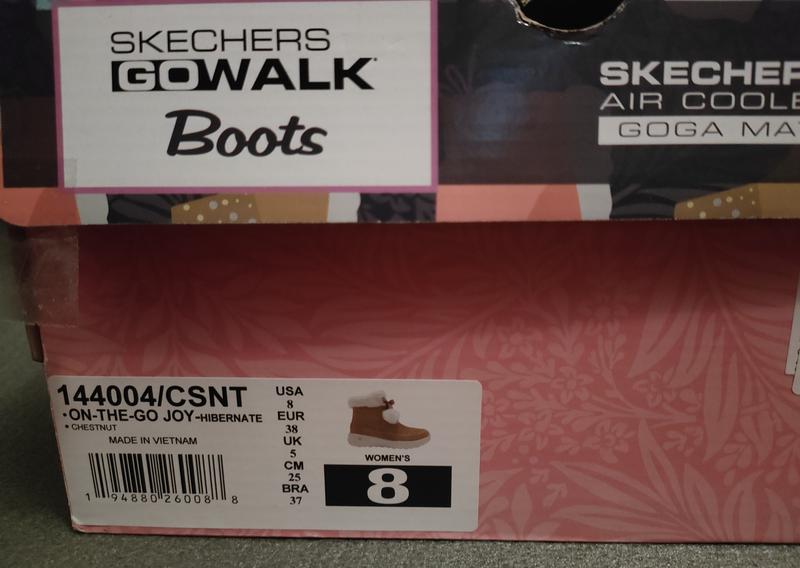 SKECHERS
GOWALK
Boots
SKECHER
AIR COOLE
GOGA MA
144004/CSNT
•ON-THE-GO JOY-HIBERNATE
• CHESTNUT
MADE IN VIETNAM
1 94880 26008 8
USA
8
EUR
38
UK
5
CM
25
BRA
37
WOMEN'S
8